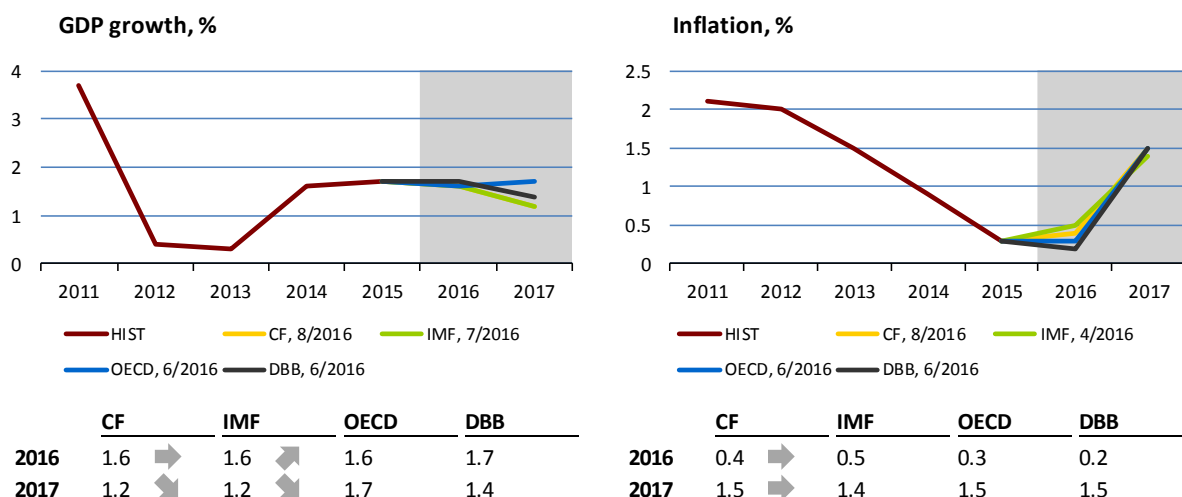 GDP growth, %
4
3
2
1
0
2011 2012 2013 2014 2015 2016 2017
HIST CF, 8/2016 IMF, 7/2016
OECD, 6/2016 DBB, 6/2016
CF IMF OECD DBB
2016 1.6 1.6 1.6 1.7
2017 1.2 1.2 1.7 1.4
Inflation, %
2.5
2
1.5
1
0.5
0
2011 2012 2013 2014 2015 2016 2017
HIST CF, 8/2016 IMF, 4/2016
OECD, 6/2016 DBB, 6/2016
CF IMF OECD DBB
2016 0.4 0.5 0.3 0.2
2017 1.5 1.4 1.5 1.5